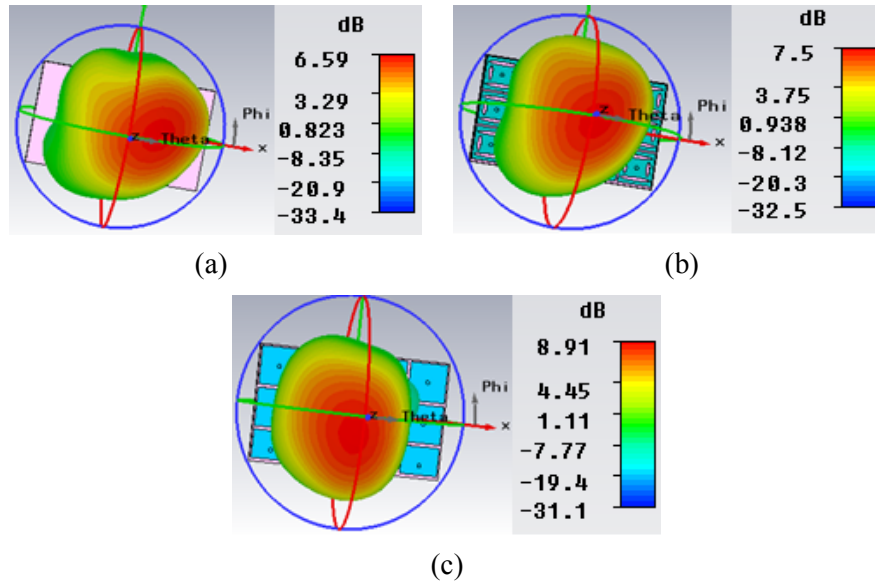 dB
6.59
3.29
0.823
-8.35
-20.9
-33.4
Phi
z Theta
x
(a)
dB
7.5
3.75
0.938
-8.12
-20.3
-32.5
Phi
z Theta
x
(b)
dB
8.91
4.45
1.11
-7.77
-19.4
-31.1
Phi
z Theta
x
(c)